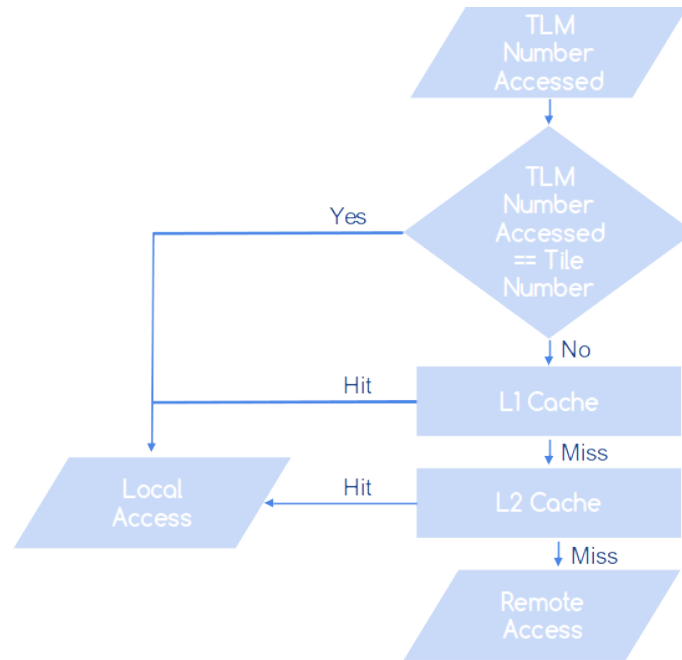 TLM
Number
Accessed
TLM
Number
Accessed
== Tile
Number
Yes
No
Hit
L1 Cache
Miss
Local
Access
Hit
L2 Cache
Miss
Remote
Access